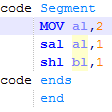 code Segment
MOV al,2
sal al,1
shl bl,1
code ends
end